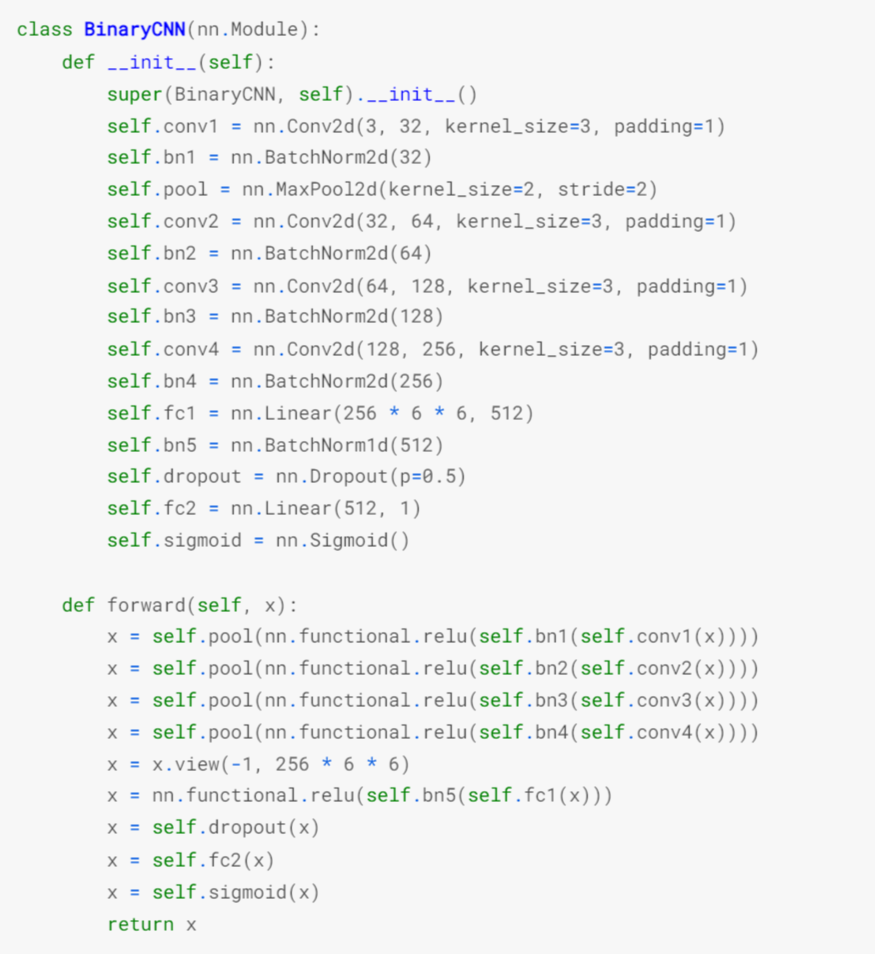 class BinaryCNN(nn.Module):
    def __init__(self):
        super(BinaryCNN, self).__init__()
        self.conv1 = nn.Conv2d(3, 32, kernel_size=3, padding=1)
        self.bn1 = nn.BatchNorm2d(32)
        self.pool = nn.MaxPool2d(kernel_size=2, stride=2)
        self.conv2 = nn.Conv2d(32, 64, kernel_size=3, padding=1)
        self.bn2 = nn.BatchNorm2d(64)
        self.conv3 = nn.Conv2d(64, 128, kernel_size=3, padding=1)
        self.bn3 = nn.BatchNorm2d(128)
        self.conv4 = nn.Conv2d(128, 256, kernel_size=3, padding=1)
        self.bn4 = nn.BatchNorm2d(256)
        self.fc1 = nn.Linear(256 * 6 * 6, 512)
        self.bn5 = nn.BatchNorm1d(512)
        self.dropout = nn.Dropout(p=0.5)
        self.fc2 = nn.Linear(512, 1)
        self.sigmoid = nn.Sigmoid()

    def forward(self, x):
        x = self.pool(nn.functional.relu(self.bn1(self.conv1(x))))
        x = self.pool(nn.functional.relu(self.bn2(self.conv2(x))))
        x = self.pool(nn.functional.relu(self.bn3(self.conv3(x))))
        x = self.pool(nn.functional.relu(self.bn4(self.conv4(x))))
        x = x.view(-1, 256 * 6 * 6)
        x = nn.functional.relu(self.bn5(self.fc1(x)))
        x = self.dropout(x)
        x = self.fc2(x)
        x = self.sigmoid(x)
        return x